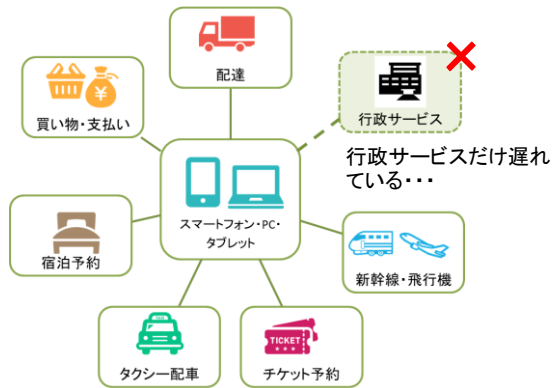 配達
買い物・支払い
¥
行政サービス
行政サービスだけ遅れ
ている・・・
スマートフォン・PC・
タブレット
宿泊予約
新幹線・飛行機
TAXI
タクシー配車
TICKET
チケット予約